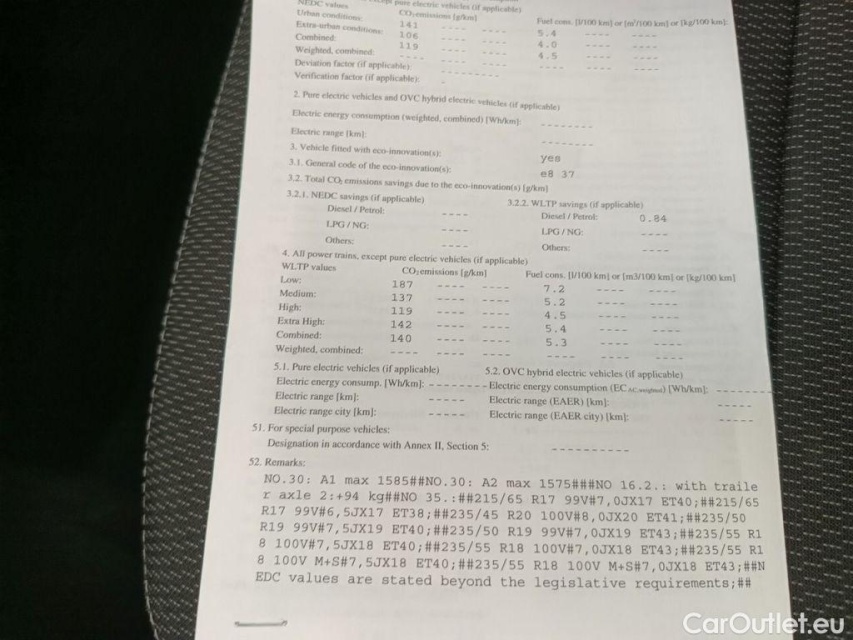 NEDC values
pure electric vehicles (if applicable)
CO₂ emissions [g/km] Fuel cons. [l/100 km] or [m³/100 km] or [kg/100 km]:
Urban conditions: 141 ---- ---- 5.4 ---- ----
Extra-urban conditions: 106 ---- ---- 4.0 ---- ----
Combined: 119 ---- ---- 4.5 ---- ----
Weighted, combined: ---- ---- ---- ----
Deviation factor (if applicable):
Verification factor (if applicable):
2. Pure electric vehicles and OVC hybrid electric vehicles (if applicable)
Electric energy consumption (weighted, combined) [Wh/km]: --------
Electric range [km]: --------
3. Vehicle fitted with eco-innovation(s): yes
3.1. General code of the eco-innovation(s): e8 37
3.2. Total CO₂ emissions savings due to the eco-innovation(s) [g/km]
3.2.1. NEDC savings (if applicable) 3.2.2. WLTP savings (if applicable)
Diesel / Petrol: ---- Diesel / Petrol: 0.84
LPG / NG: ---- LPG / NG: ----
Others: ---- Others: ----
4. All power trains, except pure electric vehicles (if applicable)
WLTP values CO₂ emissions [g/km] Fuel cons. [l/100 km] or [m3/100 km] or [kg/100 km]
Low: 187 ---- ---- 7.2 ---- ----
Medium: 137 ---- ---- 5.2 ---- ----
High: 119 ---- ---- 4.5 ---- ----
Extra High: 142 ---- ---- 5.4 ---- ----
Combined: 140 ---- ---- 5.3 ---- ----
Weighted, combined: ---- ---- ---- ---- ---- ----
5.1. Pure electric vehicles (if applicable) 5.2. OVC hybrid electric vehicles (if applicable)
Electric energy consump. [Wh/km]: -------- Electric energy consumption (EC AC,weighted) [Wh/km]: --------
Electric range [km]: ----- Electric range (EAER) [km]: -----
Electric range city [km]: ----- Electric range (EAER city) [km]: -----
51. For special purpose vehicles:
Designation in accordance with Annex II, Section 5: ----------
52. Remarks:
NO.30: A1 max 1585##NO.30: A2 max 1575###NO 16.2.: with traile
r axle 2:+94 kg##NO 35.:##215/65 R17 99V#7,0JX17 ET40;##215/65
R17 99V#6,5JX17 ET38;##235/45 R20 100V#8,0JX20 ET41;##235/50
R19 99V#7,5JX19 ET40;##235/50 R19 99V#7,0JX19 ET43;##235/55 R1
8 100V#7,5JX18 ET40;##235/55 R18 100V#7,0JX18 ET43;##235/55 R1
8 100V M+S#7,5JX18 ET40;##235/55 R18 100V M+S#7,0JX18 ET43;##N
EDC values are stated beyond the legislative requirements;##
CarOutlet.eu